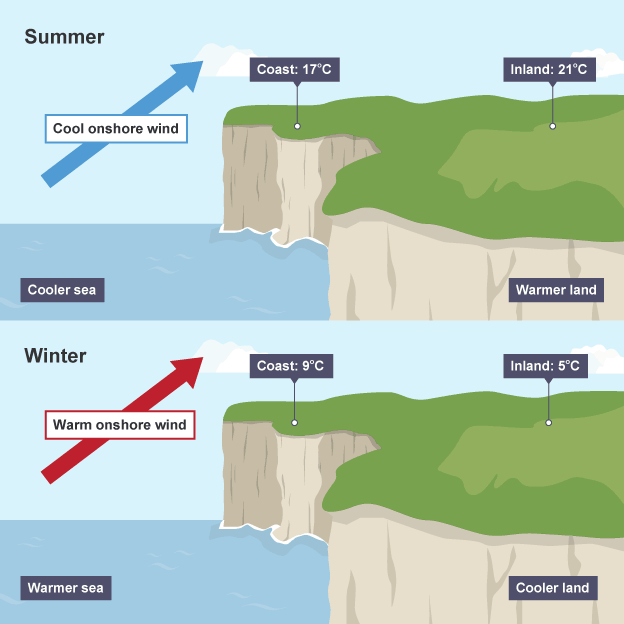 Summer
Coast: 17°C
Inland: 21°C
Cool onshore wind
Cooler sea
Warmer land
Winter
Coast: 9°C
Inland: 5°C
Warm onshore wind
Warmer sea
Cooler land